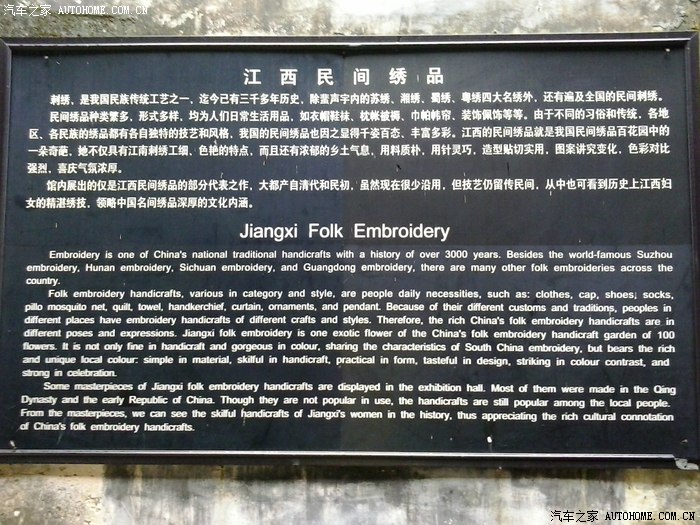 汽车之家 AUTOHOME.COM.CN
江西民间绣品
刺绣，是我国民族传统工艺之一，迄今已有三千多年历史，除蜚声宇内的苏绣、湘绣、蜀绣、粤绣四大名绣外，还有遍及全国的民间刺绣。
民间绣品种类繁多，形式多样，均为人们日常生活用品，如衣帽鞋袜、枕帐被褥、巾帕帏帘、装饰佩饰等等。由于不同的习俗和传统，各地
区、各民族的绣品都有各自独特的技艺和风格，我国的民间绣品也因之显得千姿百态、丰富多彩。江西的民间绣品就是我国民间绣品百花园中的
一朵奇葩，她不仅具有江南刺绣工细、色艳的特点，而且还有浓郁的乡土气息，用料质朴，用针灵巧，造型贴切实用，图案讲究变化，色彩对比
强烈，喜庆气氛浓厚。
馆内展出的仅是江西民间绣品的部分代表之作，大都产自清代和民初，虽然现在很少沿用，但技艺仍留传民间，从中也可看到历史上江西妇
女的精湛绣技，领略中国名间绣品深厚的文化内涵。
Jiangxi Folk Embroidery
Embroidery is one of China's national traditional handicrafts with a history of over 3000 years. Besides the world-famous Suzhou
embroidery, Hunan embroidery, Sichuan embroidery, and Guangdong embroidery, there are many other folk embroideries across the
country.
Folk embroidery handicrafts, various in category and style, are people daily necessities, such as: clothes, cap, shoes, socks,
pillo mosquito net, quilt, towel, handkerchief, curtain, ornaments, and pendant. Because of their different customs and traditions, peoples in
different places have embroidery handicrafts of different crafts and styles. Therefore, the rich China's folk embroidery handicrafts are in
different poses and expressions. Jiangxi folk embroidery is one exotic flower of the China's folk embroidery handicraft garden of 100
flowers. It is not only fine in handicraft and gorgeous in colour, sharing the characteristics of South China embroidery, but bears the rich
and unique local colour: simple in material, skilful in handicraft, practical in form, tasteful in design, striking in colour contrast, and
strong in celebration.
Some masterpieces of Jiangxi folk embroidery handicrafts are displayed in the exhibition hall. Most of them were made in the Qing
Dynasty and the early Republic of China. Though they are not popular in use, the handicrafts are still popular among the local people.
From the masterpieces, we can see the skilful handicrafts of Jiangxi's women in the history, thus appreciating the rich cultural connotation
of China's folk embroidery handicrafts.
汽车之家 AUTOHOME.COM.CN